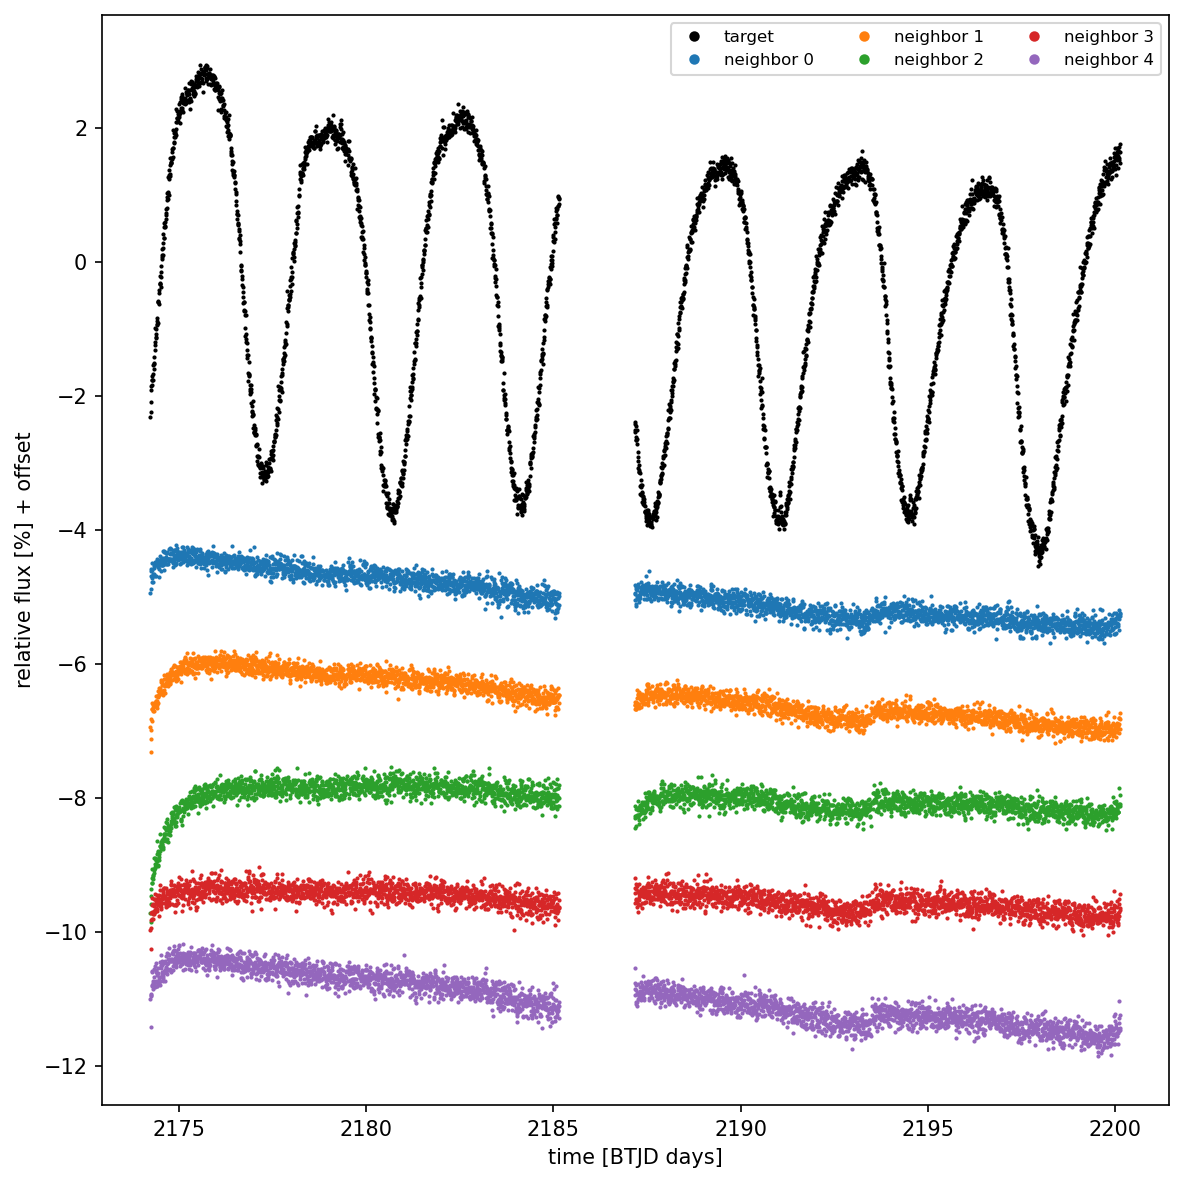 target
neighbor 0
neighbor 1
neighbor 2
neighbor 3
neighbor 4
relative flux [%] + offset
2
0
−2
−4
−6
−8
−10
−12
2175 2180 2185 2190 2195 2200
time [BTJD days]